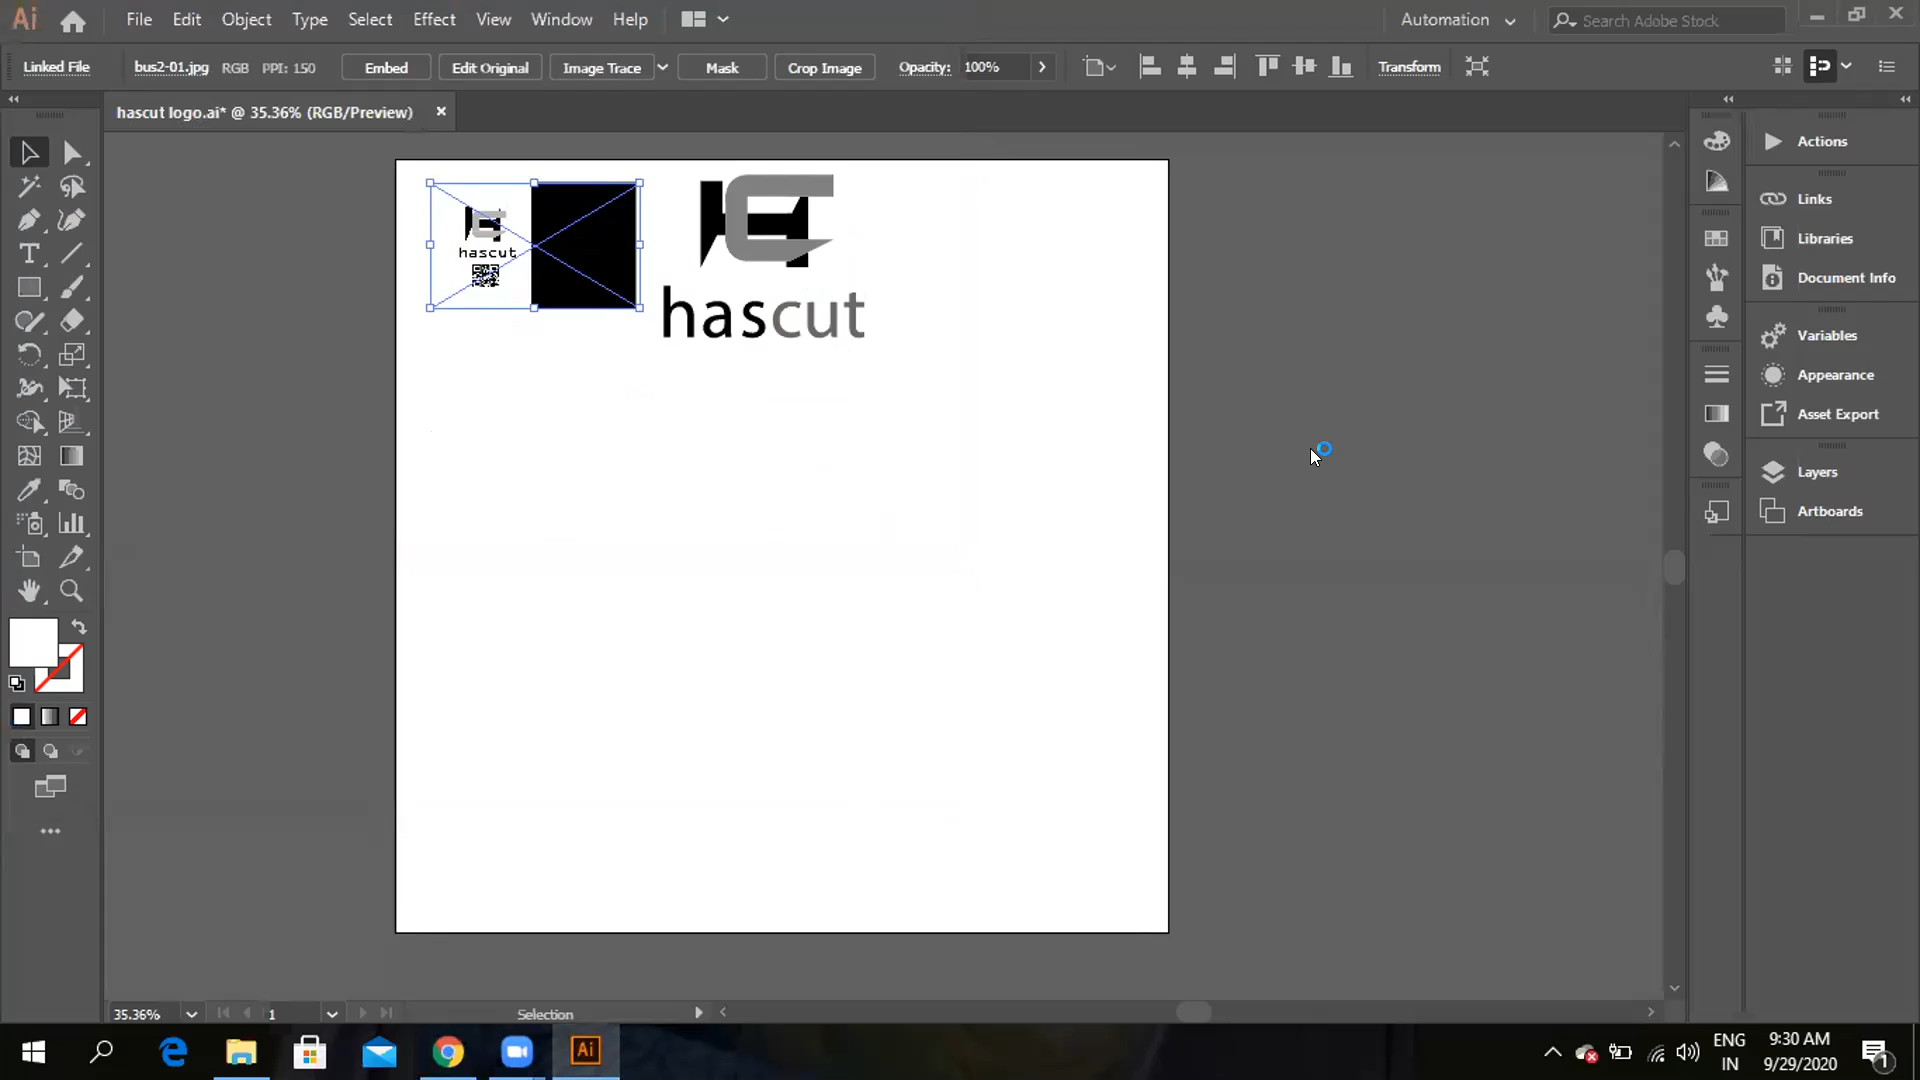 Ai File Edit Object Type Select Effect View Window Help Automation Search Adobe Stock
Linked File bus2-01.jpg RGB PPI: 150 Embed Edit Original Image Trace Mask Crop Image Opacity: 100% Transform
hascut logo.ai* @ 35.36% (RGB/Preview)
hascut
hascut
Actions
Links
Libraries
Document Info
Variables
Appearance
Asset Export
Layers
Artboards
35.36% 1 Selection
Ai
ENG
IN
9:30 AM
9/29/2020
1